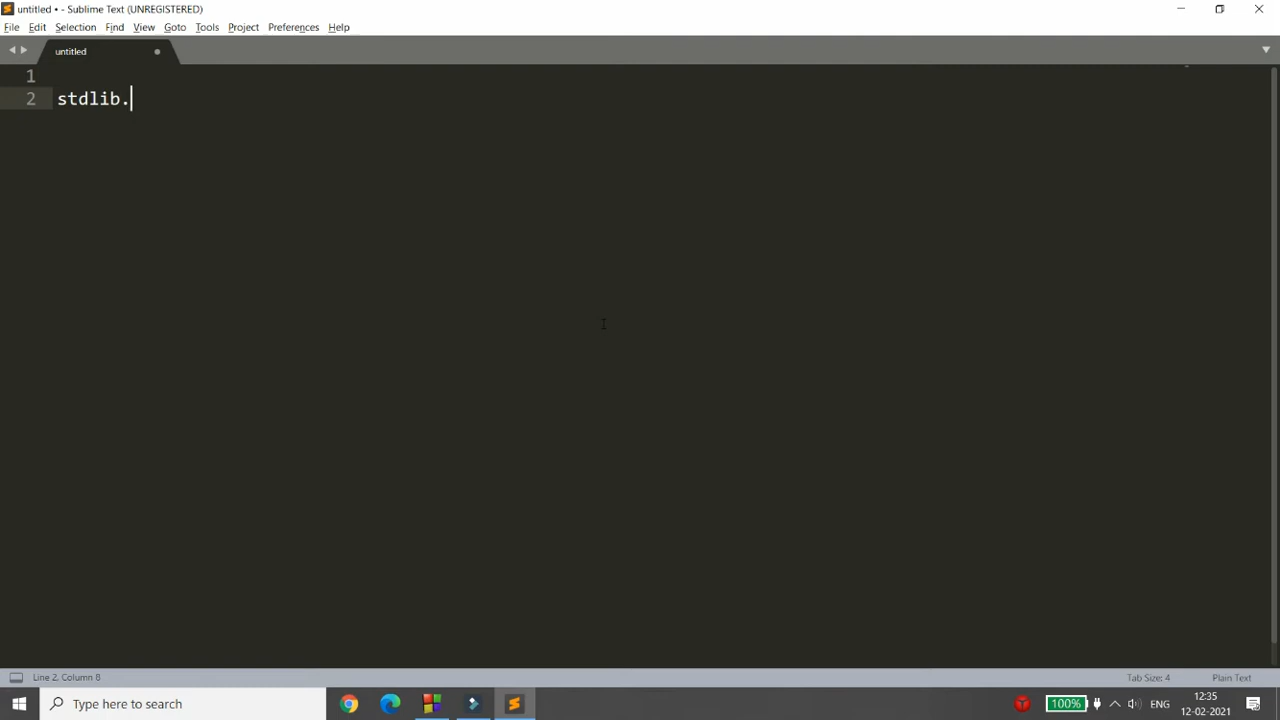 untitled • - Sublime Text (UNREGISTERED)
File Edit Selection Find View Goto Tools Project Preferences Help
untitled
1
2 stdlib.
Line 2, Column 8
Tab Size: 4
Plain Text
Type here to search
100%
ENG
12:35
12-02-2021